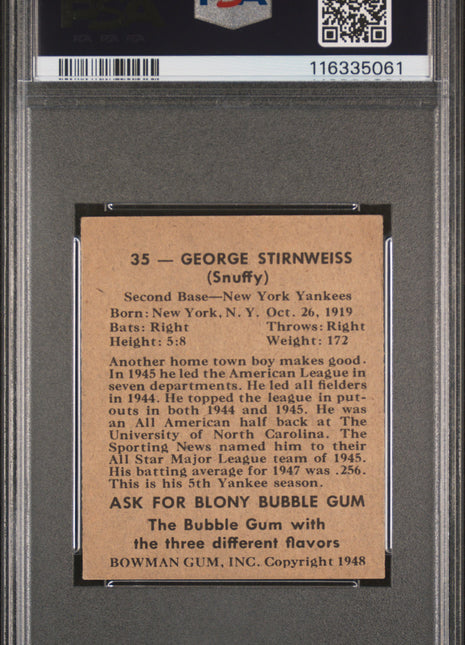 PSA
PSA PSA PSA
PSA
116335061
35 — GEORGE STIRNWEISS
(Snuffy)
Second Base—New York Yankees
Born: New York, N. Y. Oct. 26, 1919
Bats: Right Throws: Right
Height: 5:8 Weight: 172
Another home town boy makes good.
In 1945 he led the American League in
seven departments. He led all fielders
in 1944. He topped the league in put-
outs in both 1944 and 1945. He was
an All American half back at The
University of North Carolina. The
Sporting News named him to their
All Star Major League team of 1945.
His batting average for 1947 was .256.
This is his 5th Yankee season.
ASK FOR BLONY BUBBLE GUM
The Bubble Gum with
the three different flavors
BOWMAN GUM, INC. Copyright 1948